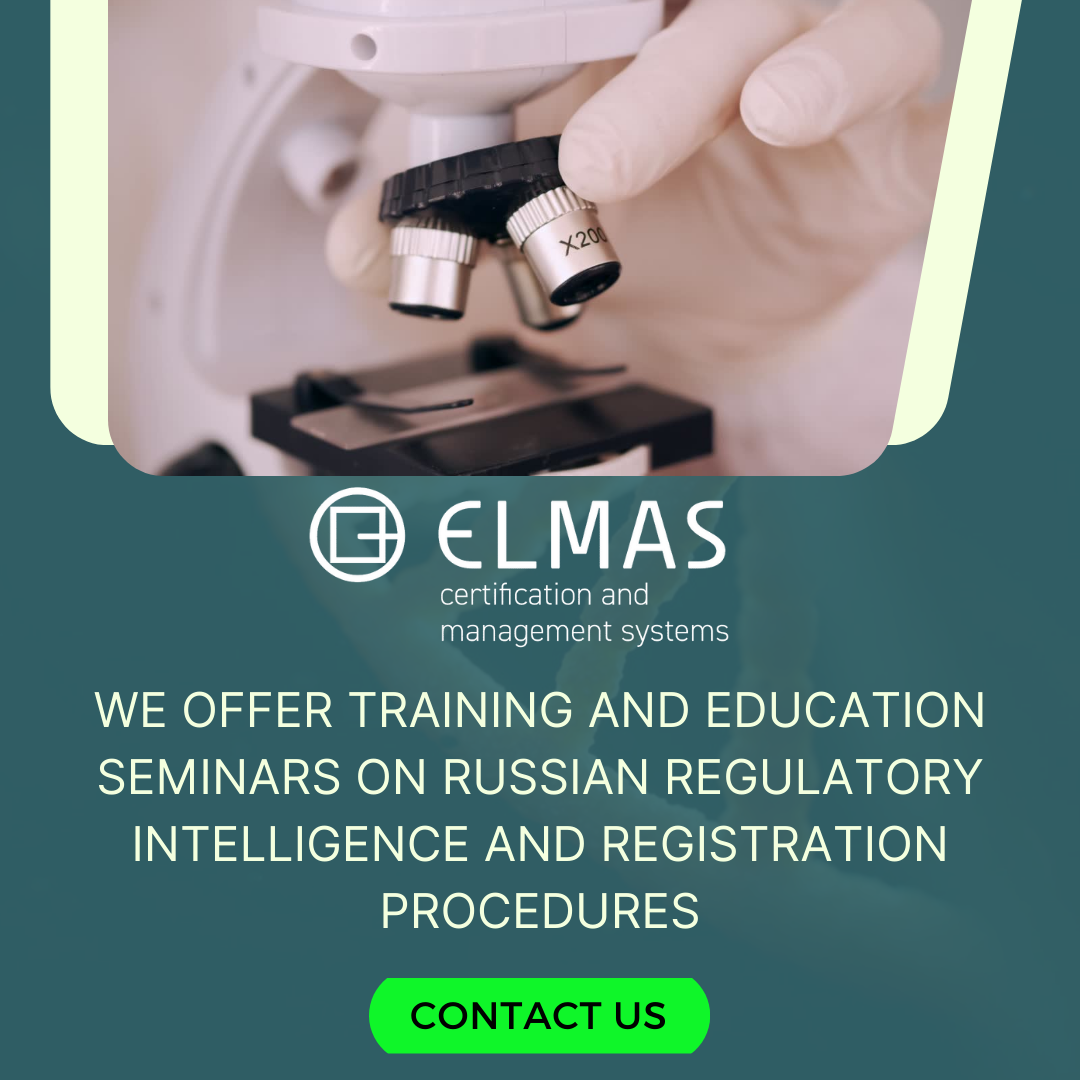 X200
ELMAS
certification and
management systems
WE OFFER TRAINING AND EDUCATION
SEMINARS ON RUSSIAN REGULATORY
INTELLIGENCE AND REGISTRATION
PROCEDURES
CONTACT US